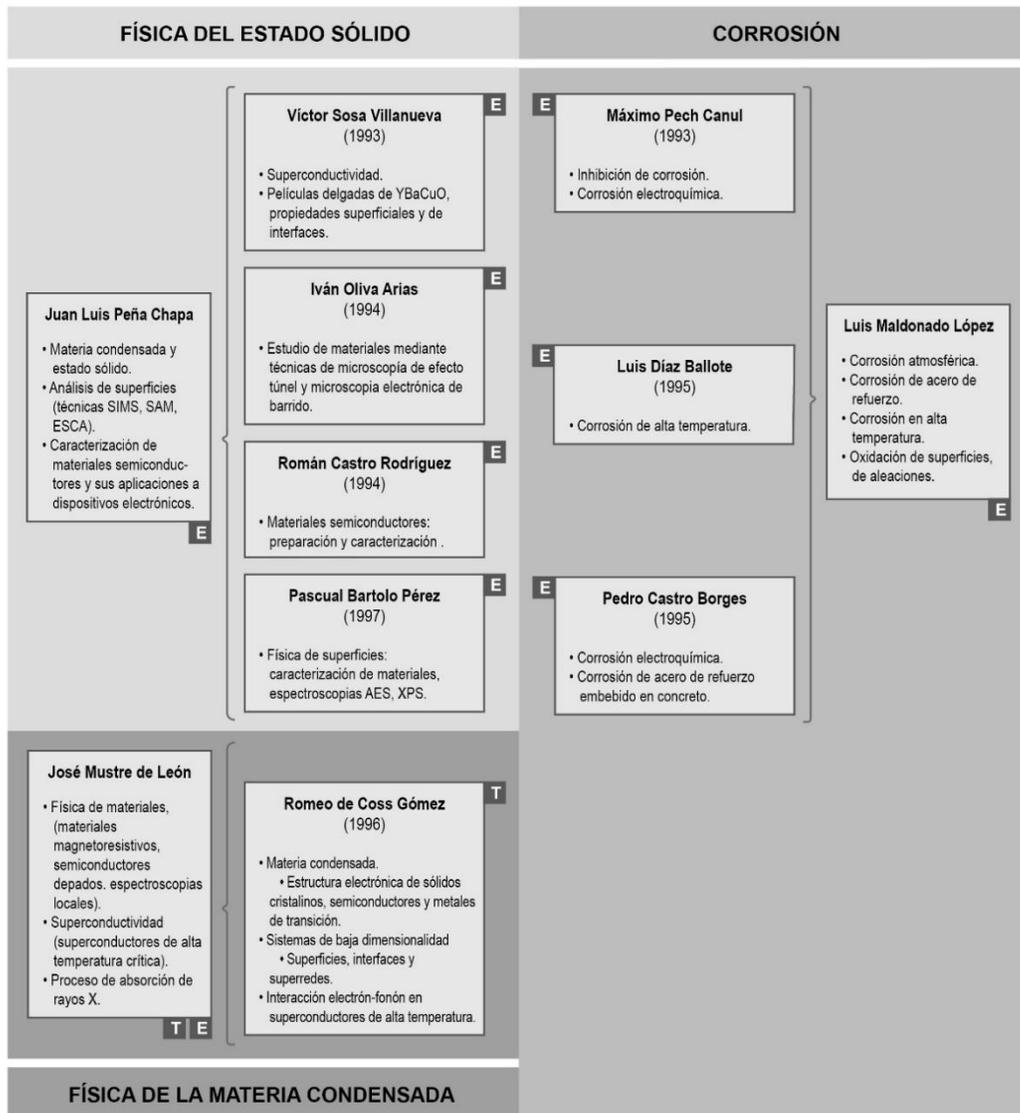 FÍSICA DEL ESTADO SÓLIDO
Juan Luis Peña Chapa
• Materia condensada y
estado sólido.
• Análisis de superficies
(técnicas SIMS, SAM,
ESCA).
• Caracterización de
materiales semiconduc-
tores y sus aplicaciones a
dispositivos electrónicos.
E
E
Víctor Sosa Villanueva
(1993)
• Superconductividad.
• Películas delgadas de YBaCuO,
propiedades superficiales y de
interfaces.
E
Iván Oliva Arias
(1994)
• Estudio de materiales mediante
técnicas de microscopía de efecto
túnel y microscopia electrónica de
barrido.
E
Román Castro Rodríguez
(1994)
• Materiales semiconductores:
preparación y caracterización .
E
Pascual Bartolo Pérez
(1997)
• Física de superficies:
caracterización de materiales,
espectroscopias AES, XPS.
CORROSIÓN
E
Máximo Pech Canul
(1993)
• Inhibición de corrosión.
• Corrosión electroquímica.
E
Luis Díaz Ballote
(1995)
• Corrosión de alta temperatura.
E
Pedro Castro Borges
(1995)
• Corrosión electroquímica.
• Corrosión de acero de refuerzo
embebido en concreto.
Luis Maldonado López
• Corrosión atmosférica.
• Corrosión de acero de
refuerzo.
• Corrosión en alta
temperatura.
• Oxidación de superficies,
de aleaciones.
E
José Mustre de León
• Física de materiales,
(materiales
magnetoresistivos,
semiconductores
depados. espectroscopias
locales).
• Superconductividad
(superconductores de alta
temperatura crítica).
• Proceso de absorción de
rayos X.
T E
T
Romeo de Coss Gómez
(1996)
• Materia condensada.
• Estructura electrónica de sólidos
cristalinos, semiconductores y metales
de transición.
• Sistemas de baja dimensionalidad
• Superficies, interfaces y
superredes.
• Interacción electrón-fonón en
superconductores de alta temperatura.
FÍSICA DE LA MATERIA CONDENSADA